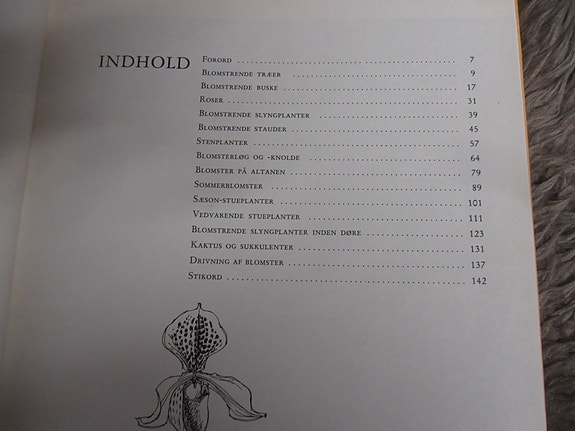 INDHOLD
Forord 7
Blomstrende træer 9
Blomstrende buske 17
Roser 31
Blomstrende slyngplanter 39
Blomstrende stauder 45
Stenplanter 57
Blomsterløg og -knolde 64
Blomster på altanen 79
Sommerblomster 89
Sæson-stueplanter 101
Vedvarende stueplanter 111
Blomstrende slyngplanter inden døre 123
Kaktus og sukkulenter 131
Drivning af blomster 137
Stikord 142